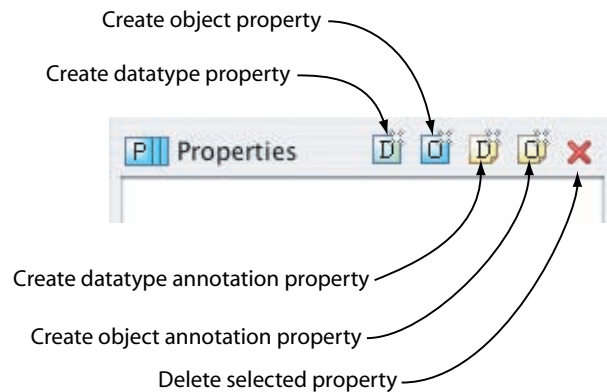 Create object property
Create datatype property
P Properties D O D O
Create datatype annotation property
Create object annotation property
Delete selected property